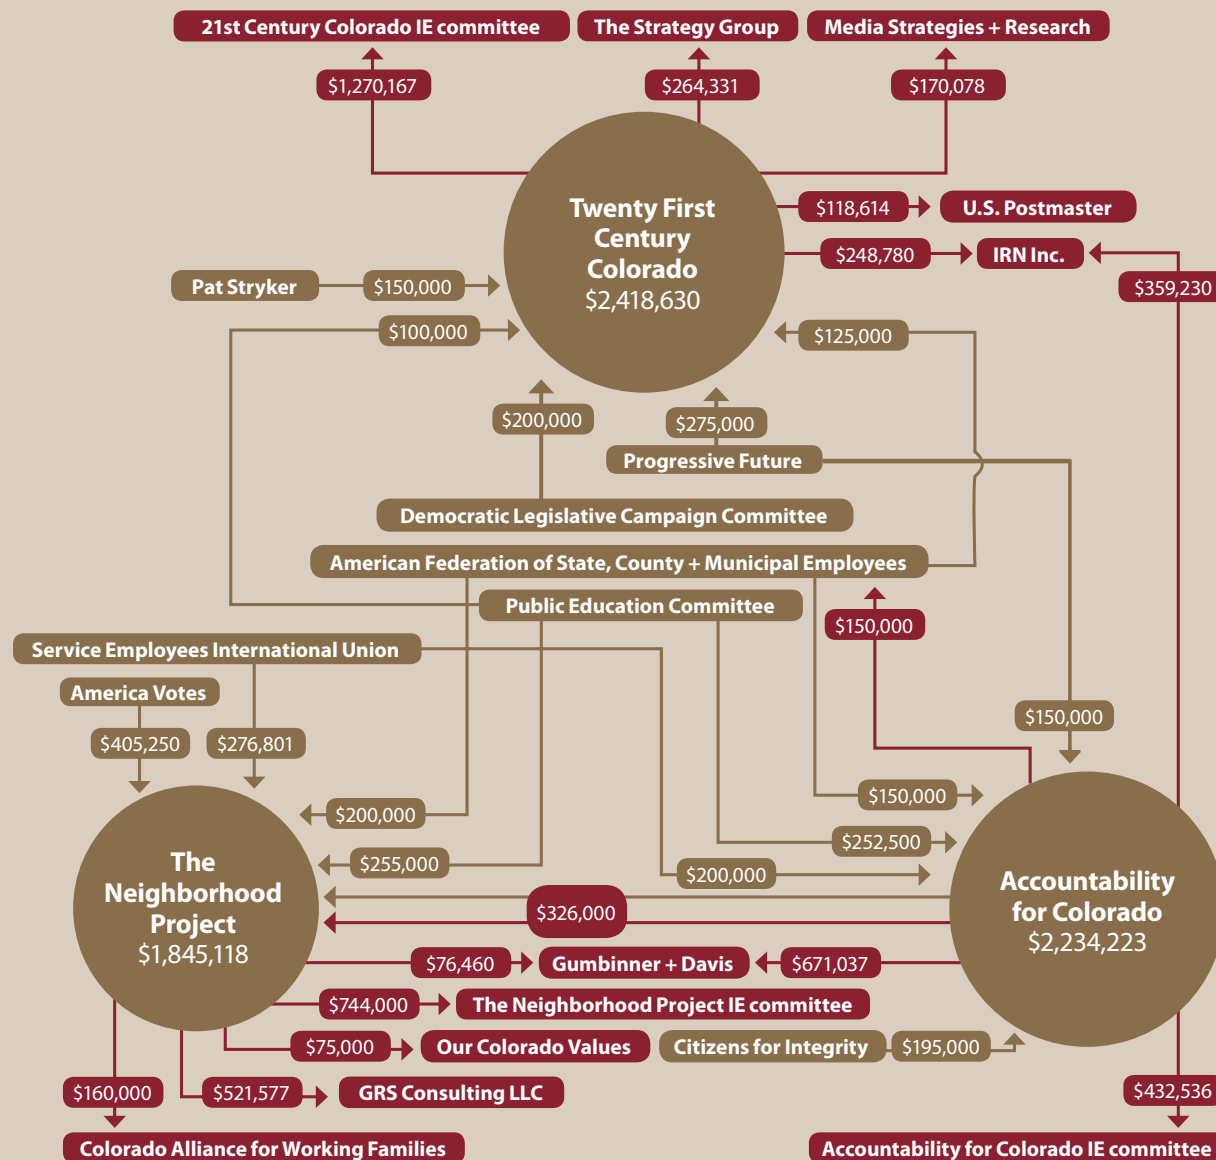 21st Century Colorado IE committee
The Strategy Group
Media Strategies + Research
$1,270,167
$264,331
$170,078
Twenty First
Century
Colorado
$2,418,630
$118,614
U.S. Postmaster
$248,780
IRN Inc.
$359,230
Pat Stryker
$150,000
$100,000
$125,000
$200,000
$275,000
Progressive Future
Democratic Legislative Campaign Committee
American Federation of State, County + Municipal Employees
Public Education Committee
$150,000
Service Employees International Union
America Votes
$405,250
$276,801
$150,000
$200,000
$150,000
$255,000
$252,500
$200,000
The
Neighborhood
Project
$1,845,118
$326,000
Accountability
for Colorado
$2,234,223
$76,460
Gumbinner + Davis
$671,037
$744,000
The Neighborhood Project IE committee
$75,000
Our Colorado Values
Citizens for Integrity
$195,000
$160,000
$521,577
GRS Consulting LLC
$432,536
Colorado Alliance for Working Families
Accountability for Colorado IE committee